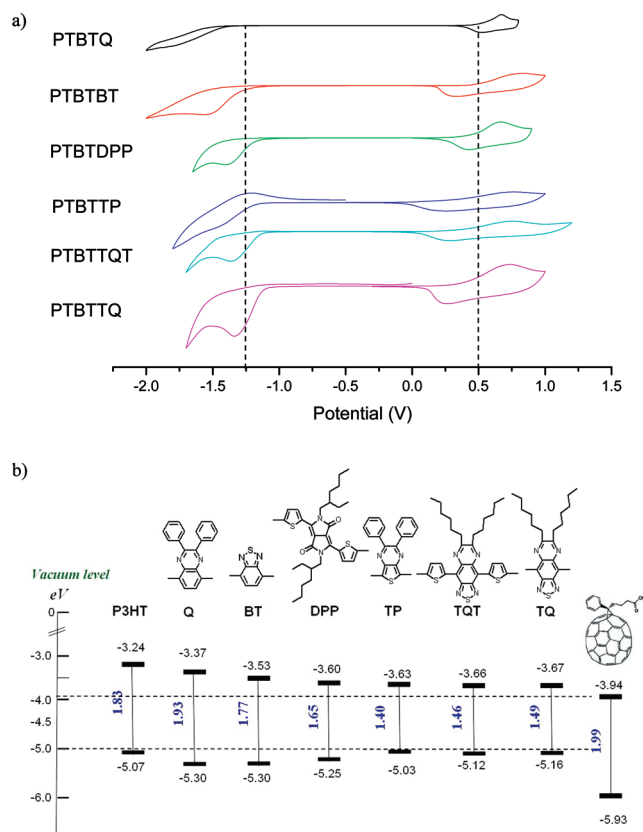 a)
PTBTQ
PTBTBT
PTBTDPP
PTBTTP
PTBTTQT
PTBTTQ
-2.0 -1.5 -1.0 -0.5 0.0 0.5 1.0 1.5
Potential (V)
b)
Vacuum level
eV
P3HT Q BT DPP TP TQT TQ
0
-3.0
-4.0
-4.5
-5.0
-6.0
-3.24 -3.37 -3.53 -3.60 -3.63 -3.66 -3.67 -3.94
1.83 1.93 1.77 1.65 1.40 1.46 1.49 1.99
-5.07 -5.30 -5.30 -5.25 -5.03 -5.12 -5.16 -5.93